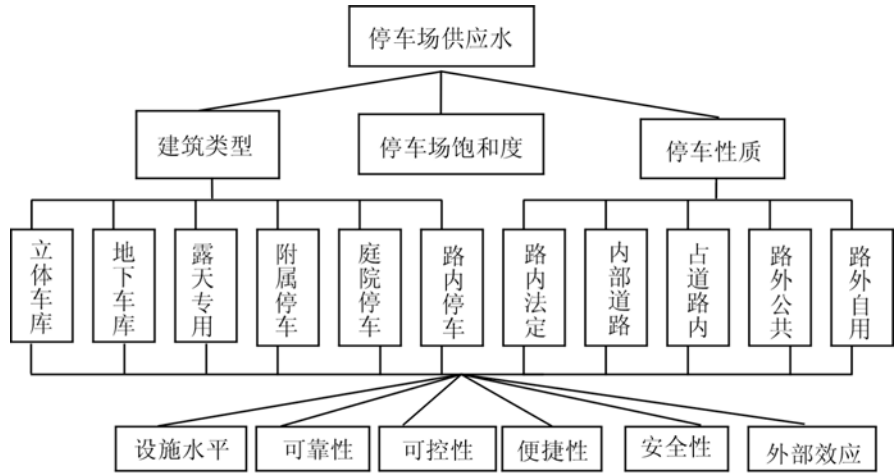 停车场供应水
建筑类型
停车场饱和度
停车性质
立体车库
地下车库
露天专用
附属停车
庭院停车
路内停车
路内法定
内部道路
占道路内
路外公共
路外自用
设施水平
可靠性
可控性
便捷性
安全性
外部效应